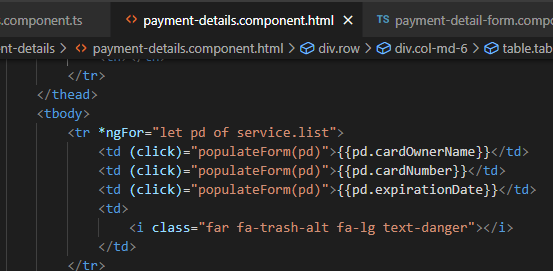 s.component.ts
payment-details.component.html
payment-detail-form.compo
nt-details > payment-details.component.html > div.row > div.col-md-6 > table.tab
</tr>
</thead>
<tbody>
<tr *ngFor="let pd of service.list">
<td (click)="populateForm(pd)">{{pd.cardOwnerName}}</td>
<td (click)="populateForm(pd)">{{pd.cardNumber}}</td>
<td (click)="populateForm(pd)">{{pd.expirationDate}}</td>
<td>
<i class="far fa-trash-alt fa-lg text-danger"></i>
</td>
</tr>